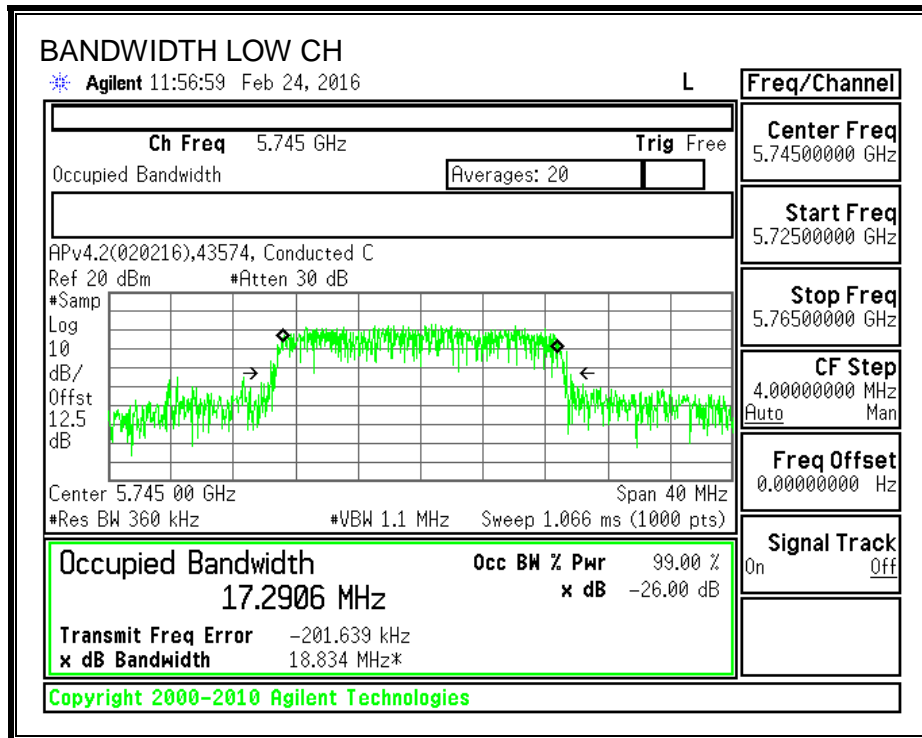 BANDWIDTH LOW CH
Agilent 11:56:59 Feb 24, 2016 L
Freq/Channel
Ch Freq 5.745 GHz Trig Free
Occupied Bandwidth Averages: 20
APv4.2(020216),43574, Conducted C
Ref 20 dBm #Atten 30 dB
#Samp
Log
10
dB/
Offst
12.5
dB
Center 5.745 00 GHz Span 40 MHz
#Res BW 360 kHz #VBW 1.1 MHz Sweep 1.066 ms (1000 pts)
Occupied Bandwidth Occ BW % Pwr 99.00 %
17.2906 MHz x dB -26.00 dB
Transmit Freq Error -201.639 kHz
x dB Bandwidth 18.834 MHz*
Copyright 2000-2010 Agilent Technologies
Center Freq
5.74500000 GHz
Start Freq
5.72500000 GHz
Stop Freq
5.76500000 GHz
CF Step
4.00000000 MHz
Auto Man
Freq Offset
0.00000000 Hz
Signal Track
On Off